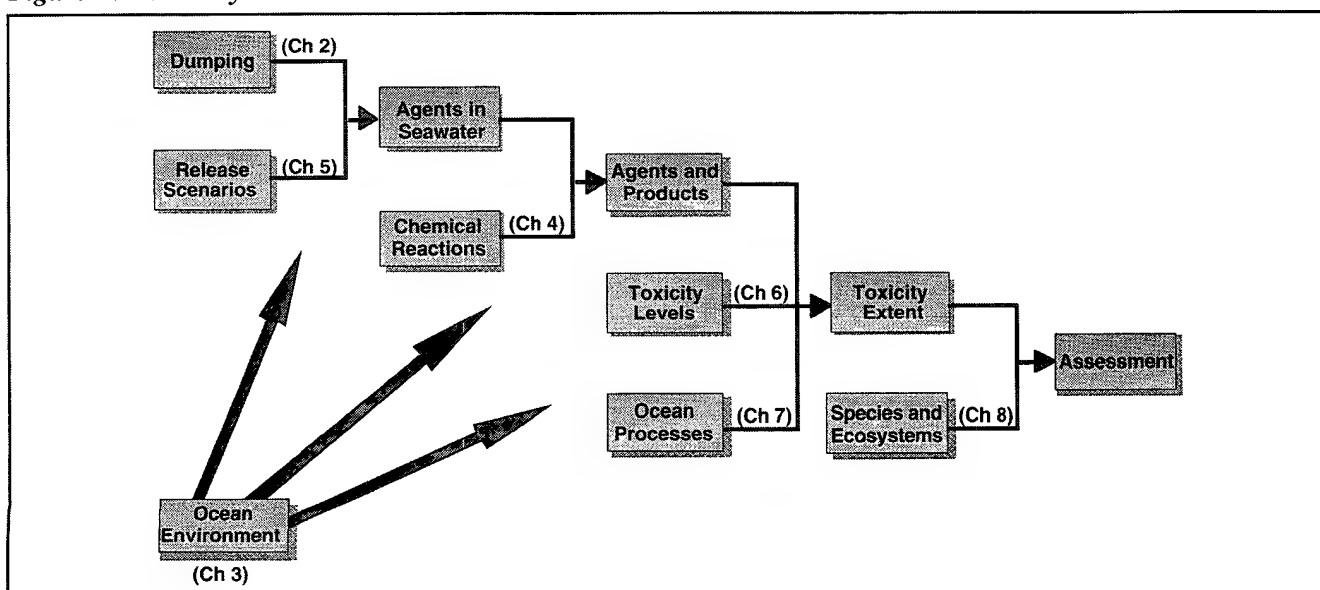 Dumping
(Ch 2)
Release
Scenarios
(Ch 5)
Agents in
Seawater
Chemical
Reactions
(Ch 4)
Agents and
Products
Toxicity
Levels
(Ch 6)
Ocean
Processes
(Ch 7)
Toxicity
Extent
Species and
Ecosystems
(Ch 8)
Assessment
Ocean
Environment
(Ch 3)